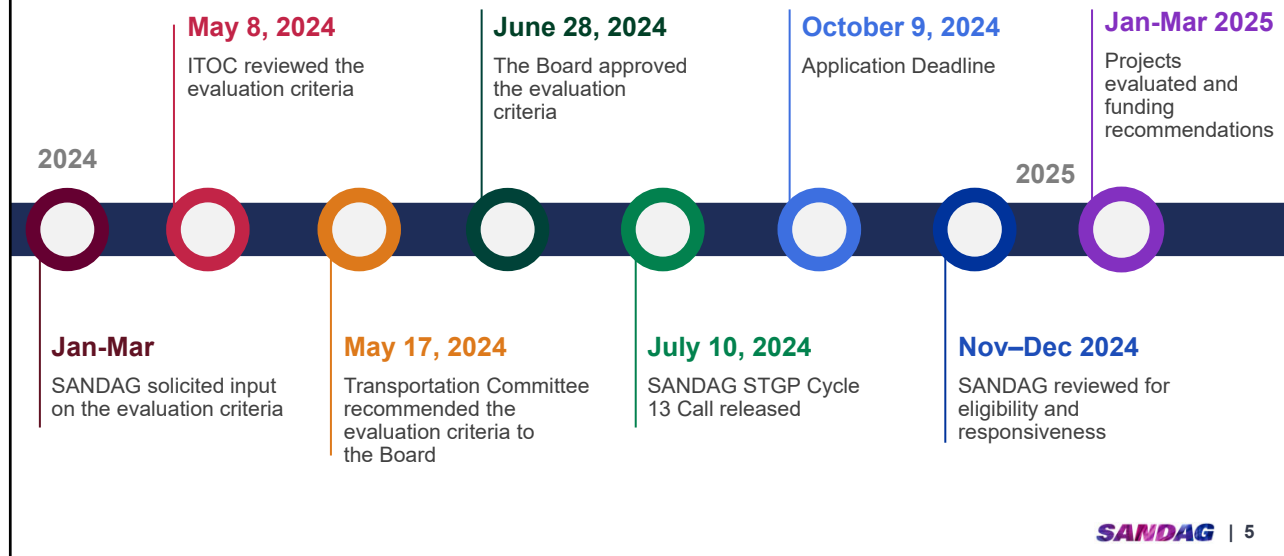 May 8, 2024
ITOC reviewed the
evaluation criteria
June 28, 2024
The Board approved
the evaluation
criteria
October 9, 2024
Application Deadline
Jan-Mar 2025
Projects
evaluated and
funding
recommendations
2024
2025
Jan-Mar
SANDAG solicited input
on the evaluation criteria
May 17, 2024
Transportation Committee
recommended the
evaluation criteria to
the Board
July 10, 2024
SANDAG STGP Cycle
13 Call released
Nov–Dec 2024
SANDAG reviewed for
eligibility and
responsiveness
SANDAG | 5